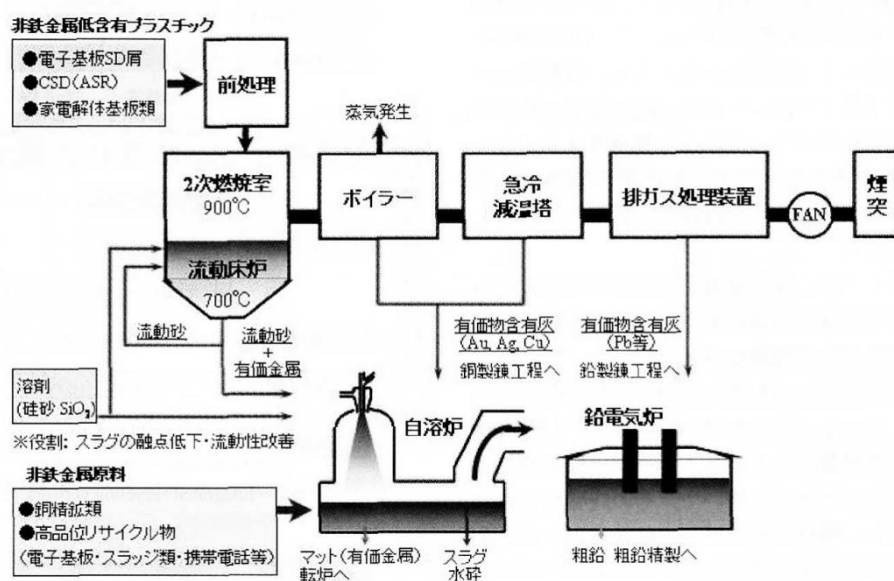 非鉄金属低含有プラスチック
●電子基板SD屑
●CSD(ASR)
●家電解体基板類
前処理
蒸気発生
2次燃焼室
900℃
ボイラー
急冷
減温塔
排ガス処理装置
FAN
煙
突
流動床炉
700℃
流動砂
流動砂
+
有価金属
有価物含有灰
(Au, Ag, Cu)
銅製錬工程へ
有価物含有灰
(Pb等)
鉛製錬工程へ
溶剤
(珪砂 SiO₂)
※役割: スラグの融点低下・流動性改善
自溶炉
鉛電気炉
非鉄金属原料
●銅精鉱類
●高品位リサイクル物
(電子基板・スラッジ類・携帯電話等)
マット(有価金属)
転炉へ
スラグ
水砕
粗鉛 粗鉛精製へ